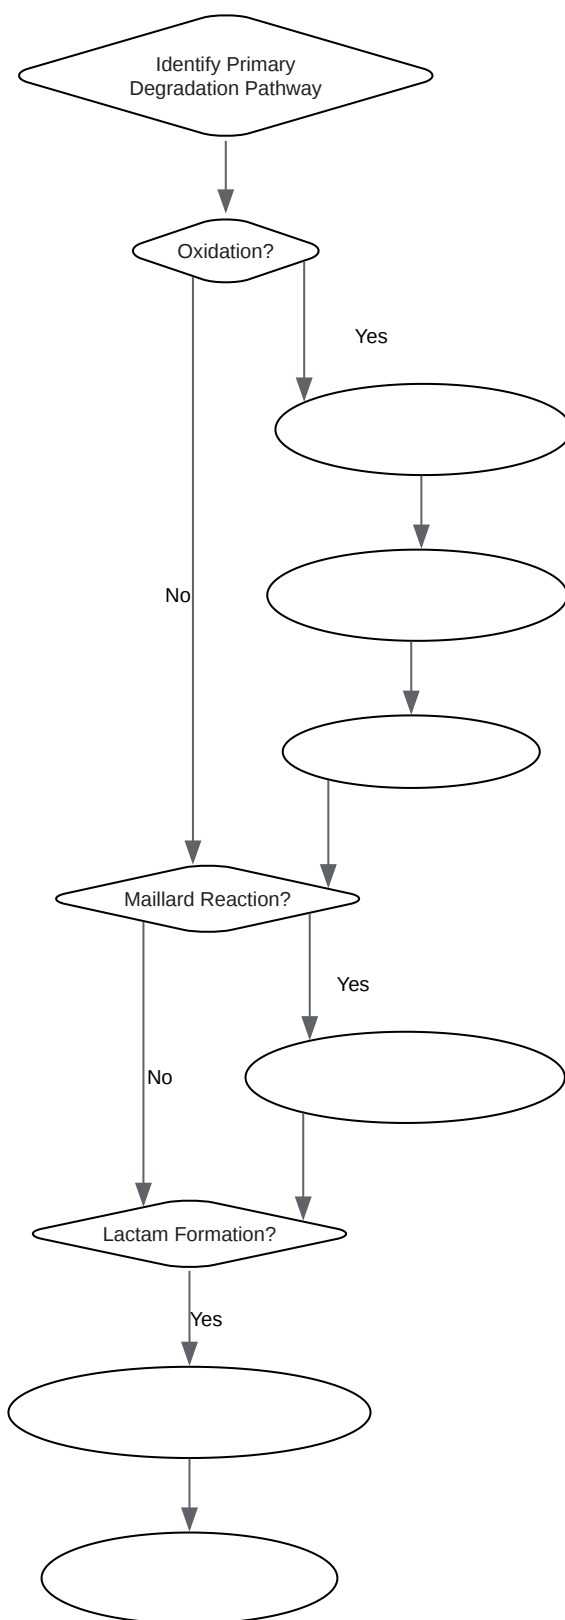 Identify Primary
Degradation Pathway
Oxidation?
Yes
No
Maillard Reaction?
Yes
No
Lactam Formation?
Yes